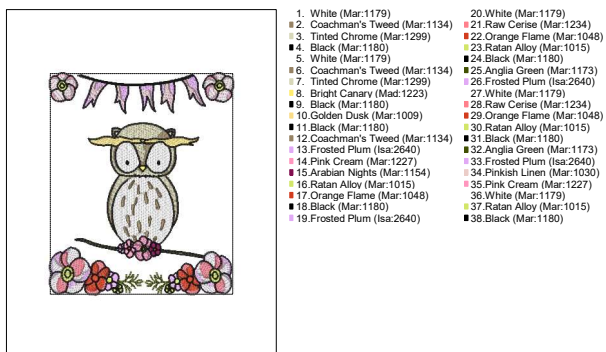 1. White (Mar:1179)
2. Coachman's Tweed (Mar:1134)
3. Tinted Chrome (Mar:1299)
4. Black (Mar:1180)
5. White (Mar:1179)
6. Coachman's Tweed (Mar:1134)
7. Tinted Chrome (Mar:1299)
8. Bright Canary (Mad:1223)
9. Black (Mar:1180)
10.Golden Dusk (Mar:1009)
11.Black (Mar:1180)
12.Coachman's Tweed (Mar:1134)
13.Frosted Plum (Isa:2640)
14.Pink Cream (Mar:1227)
15.Arabian Nights (Mar:1154)
16.Ratan Alloy (Mar:1015)
17.Orange Flame (Mar:1048)
18.Black (Mar:1180)
19.Frosted Plum (Isa:2640)
20.White (Mar:1179)
21.Raw Cerise (Mar:1234)
22.Orange Flame (Mar:1048)
23.Ratan Alloy (Mar:1015)
24.Black (Mar:1180)
25.Anglia Green (Mar:1173)
26.Frosted Plum (Isa:2640)
27.White (Mar:1179)
28.Raw Cerise (Mar:1234)
29.Orange Flame (Mar:1048)
30.Ratan Alloy (Mar:1015)
31.Black (Mar:1180)
32.Anglia Green (Mar:1173)
33.Frosted Plum (Isa:2640)
34.Pinkish Linen (Mar:1030)
35.Pink Cream (Mar:1227)
36.White (Mar:1179)
37.Ratan Alloy (Mar:1015)
38.Black (Mar:1180)